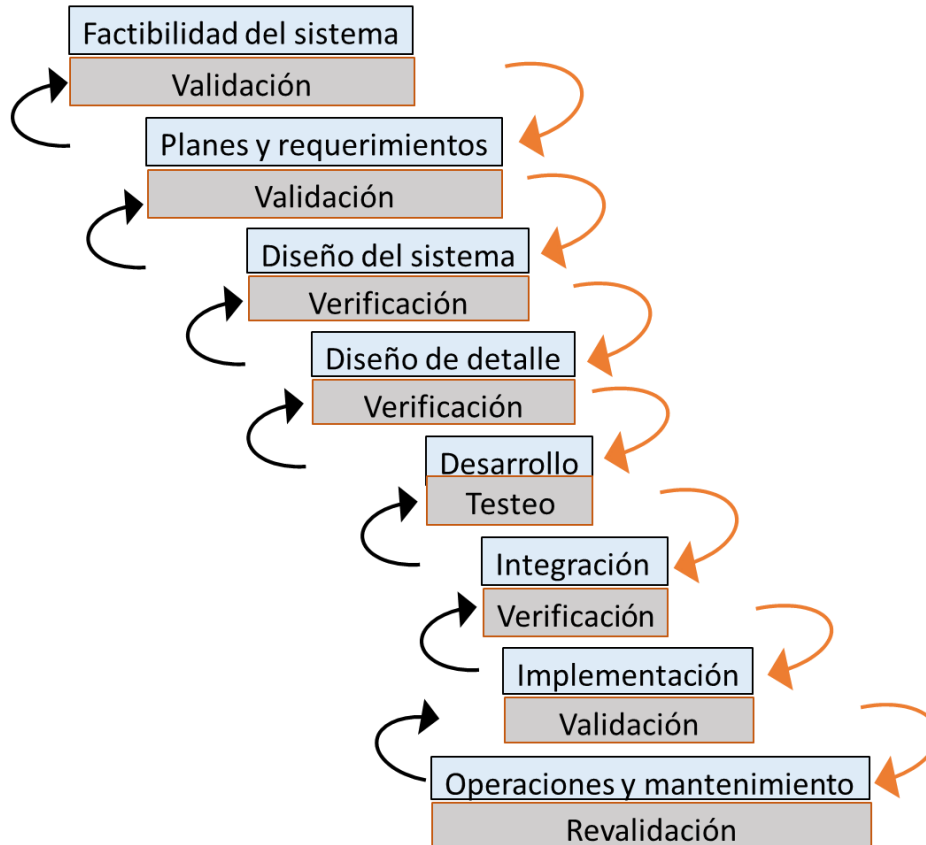 Factibilidad del sistema
Validación
Planes y requerimientos
Validación
Diseño del sistema
Verificación
Diseño de detalle
Verificación
Desarrollo
Testeo
Integración
Verificación
Implementación
Validación
Operaciones y mantenimiento
Revalidación